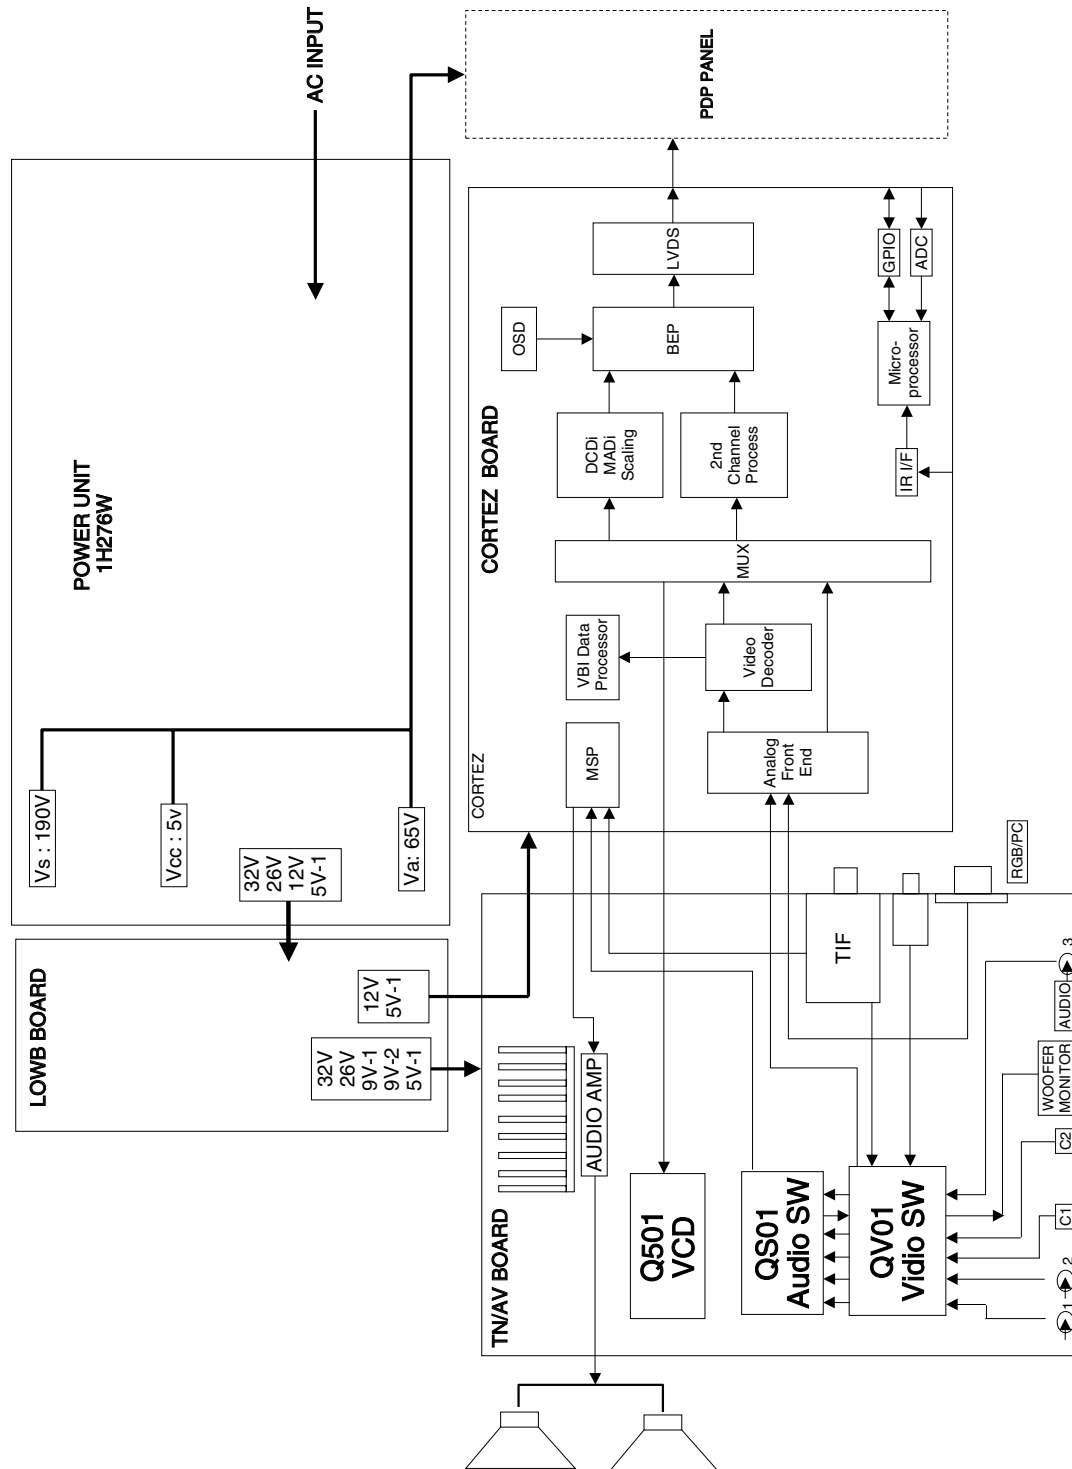 POWER UNIT
1H276W
AC INPUT
Vs : 190V
Vcc : 5v
32V
26V
12V
5V-1
Va: 65V
LOWB BOARD
12V
5V-1
32V
26V
9V-1
9V-2
5V-1
PDP PANEL
CORTEZ BOARD
CORTEZ
OSD
LVDS
BEP
DCDi
MADi
Scaling
2nd
Channel
Process
GPIO
ADC
Micro-
processor
IR I/F
MUX
VBI Data
Processor
Video
Decoder
MSP
Analog
Front
End
TN/AV BOARD
AUDIO AMP
Q501
VCD
QS01
Audio SW
QV01
Vidio SW
TIF
RGB/PC
1
2
C1
C2
WOOFER
MONITOR
AUDIO
3